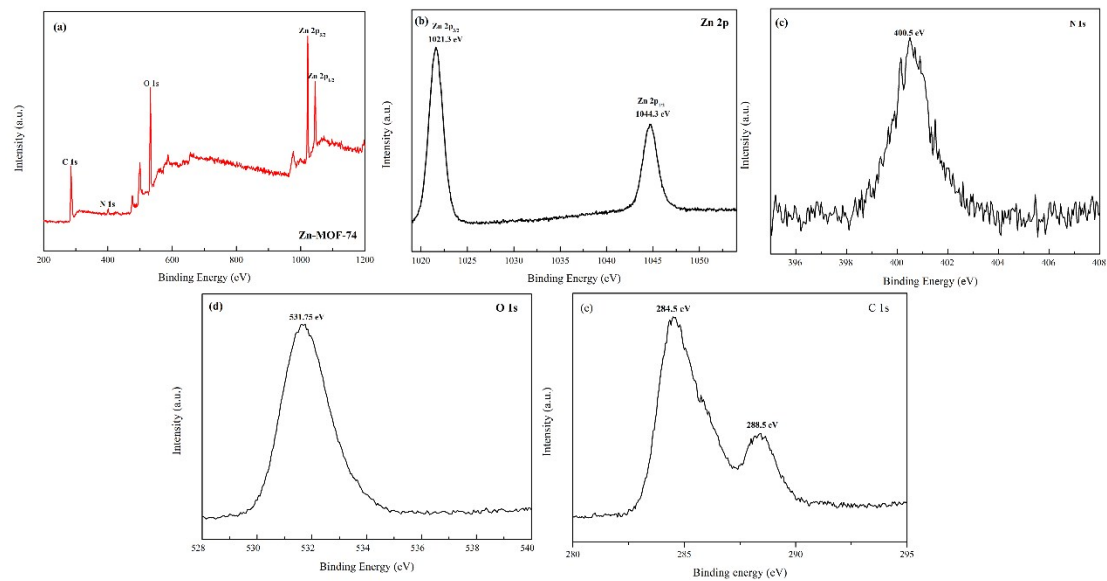 (a)
Zn 2p3/2
Zn 2p1/2
O 1s
C 1s
N 1s
Zn-MOF-74
Intensity (a.u.)
200 400 600 800 1000 1200
Binding Energy (eV)
(b)
Zn 2p
Zn 2p3/2
1021.3 eV
Zn 2p1/2
1044.3 eV
Intensity (a.u.)
1020 1025 1030 1035 1040 1045 1050
Binding Energy (eV)
(c)
N 1s
400.5 eV
Intensity (a.u.)
396 398 400 402 404 406 408
Binding Energy (eV)
(d)
O 1s
531.75 eV
Intensity (a.u.)
528 530 532 534 536 538 540
Binding Energy (eV)
(e)
C 1s
284.5 eV
288.5 eV
Intensity (a.u.)
280 285 290 295
Binding energy (eV)